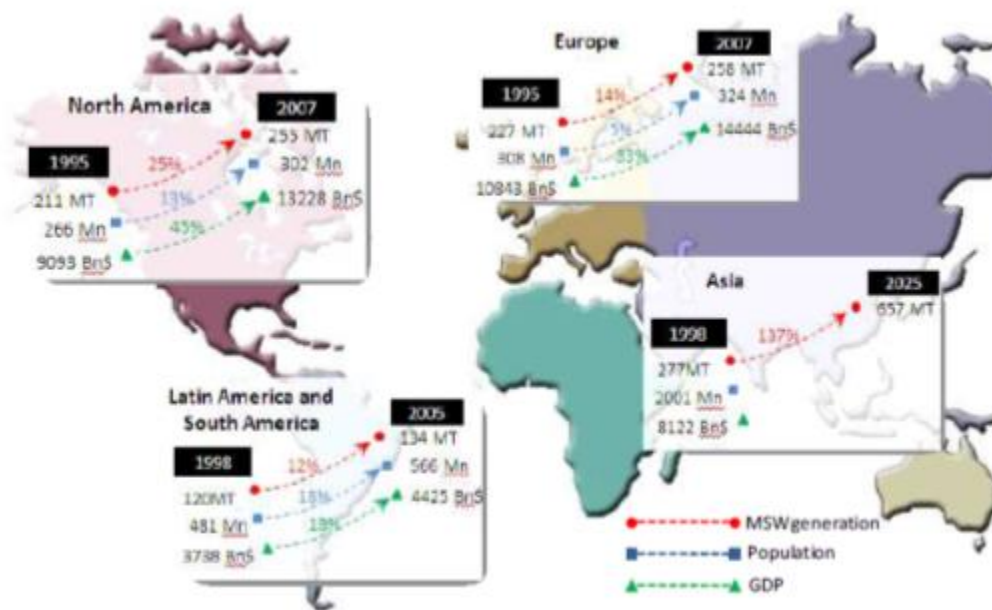 North America
1995
211 MT
266 Mn
9093 Bn$
25%
13%
45%
2007
255 MT
302 Mn
13228 Bn$
Europe
1995
227 MT
308 Mn
10843 Bn$
14%
5%
33%
2007
258 MT
324 Mn
14444 Bn$
Latin America and
South America
1998
120MT
481 Mn
3738 Bn$
12%
18%
18%
2005
134 MT
566 Mn
4425 Bn$
Asia
1998
277MT
2001 Mn
8122 Bn$
137%
2025
657 MT
MSWgeneration
Population
GDP